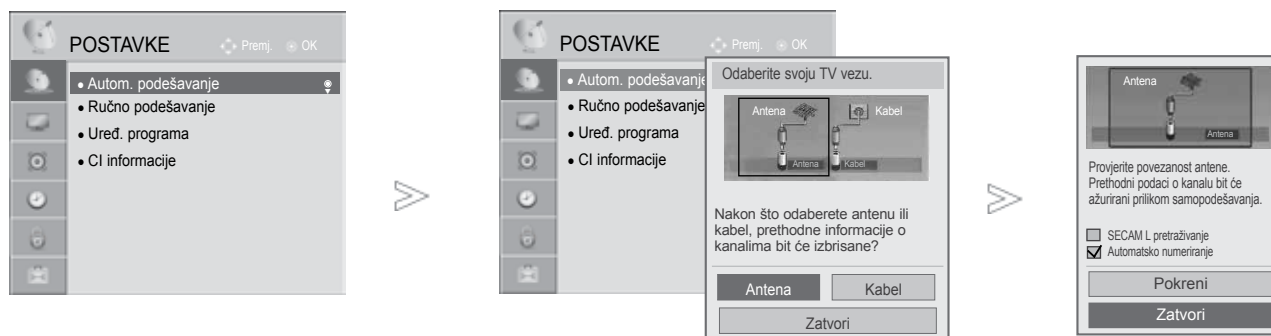 POSTAVKE
Premj.
OK
• Autom. podešavanje
• Ručno podešavanje
• Uređ. programa
• CI informacije
POSTAVKE
Premj.
OK
• Autom. podešavanje
• Ručno podešavanje
• Uređ. programa
• CI informacije
Odaberite svoju TV vezu.
Antena
Kabel
Antena
Kabel
Nakon što odaberete antenu ili
kabel, prethodne informacije o
kanalima bit će izbrisane?
Antena
Kabel
Zatvori
Antena
Antena
Provjerite povezanost antene.
Prethodni podaci o kanalu bit će
ažurirani prilikom samopodešavanja.
SECAM L pretraživanje
Automatsko numeriranje
Pokreni
Zatvori